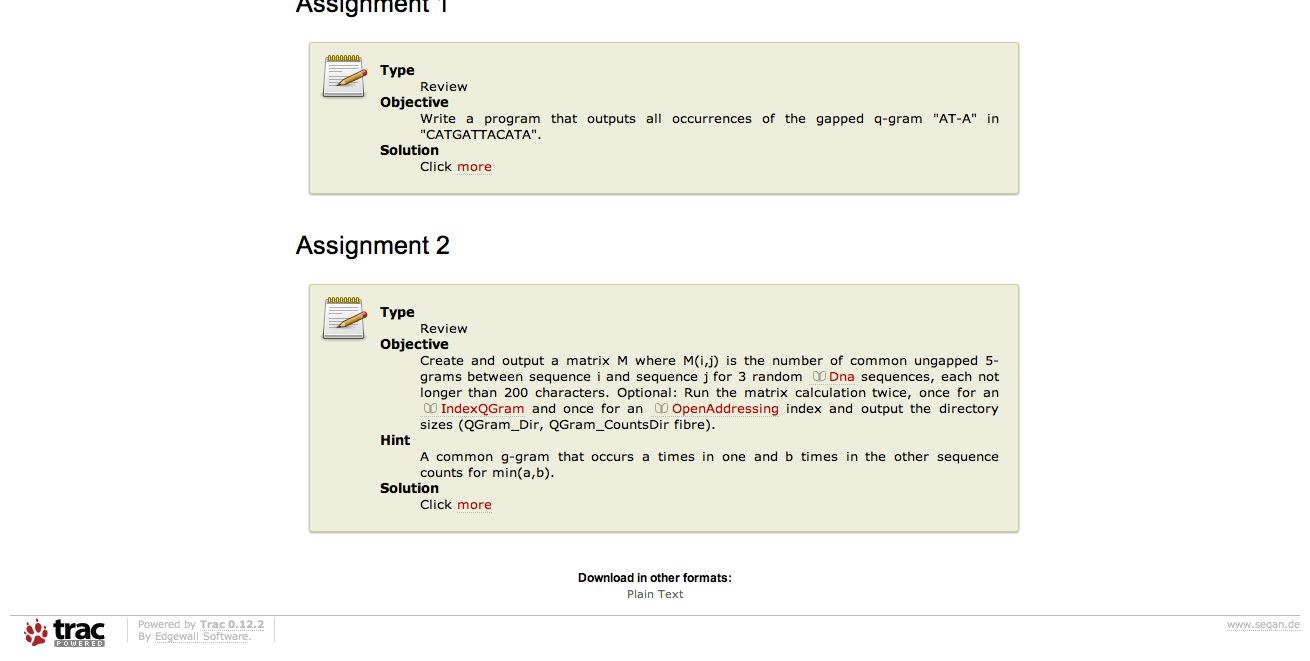 Assignment 1
Type
Review
Objective
Write a program that outputs all occurrences of the gapped q-gram "AT-A" in
"CATGATTACATA".
Solution
Click more
Assignment 2
Type
Review
Objective
Create and output a matrix M where M(i,j) is the number of common ungapped 5-
grams between sequence i and sequence j for 3 random Dna sequences, each not
longer than 200 characters. Optional: Run the matrix calculation twice, once for an
IndexQGram and once for an OpenAddressing index and output the directory
sizes (QGram_Dir, QGram_CountsDir fibre).
Hint
A common g-gram that occurs a times in one and b times in the other sequence
counts for min(a,b).
Solution
Click more
Download in other formats:
Plain Text
trac
POWERED
Powered by Trac 0.12.2
By Edgewall Software.
www.seqan.de